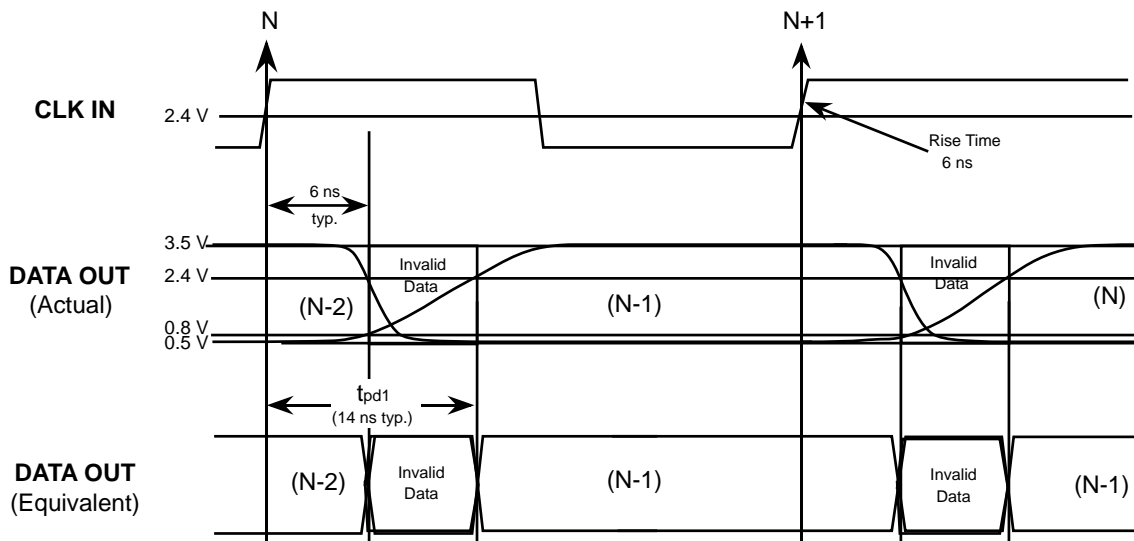 N
N+1
CLK IN
2.4 V
Rise Time
6 ns
6 ns
typ.
3.5 V
DATA OUT
(Actual)
2.4 V
Invalid
Data
Invalid
Data
(N-2)
(N-1)
(N)
0.8 V
0.5 V
tpd1
(14 ns typ.)
DATA OUT
(Equivalent)
(N-2)
Invalid
Data
(N-1)
Invalid
Data
(N-1)